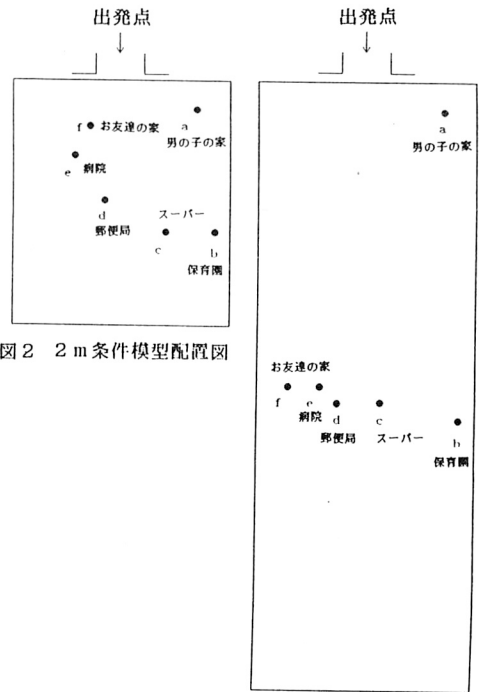 出発点
f お友達の家
a
男の子の家
e 病院
d
郵便局
スーパー
c
b
保育園
図2 2m条件模型配置図
出発点
a
男の子の家
お友達の家
f
e
病院
d
郵便局
c
スーパー
b
保育園